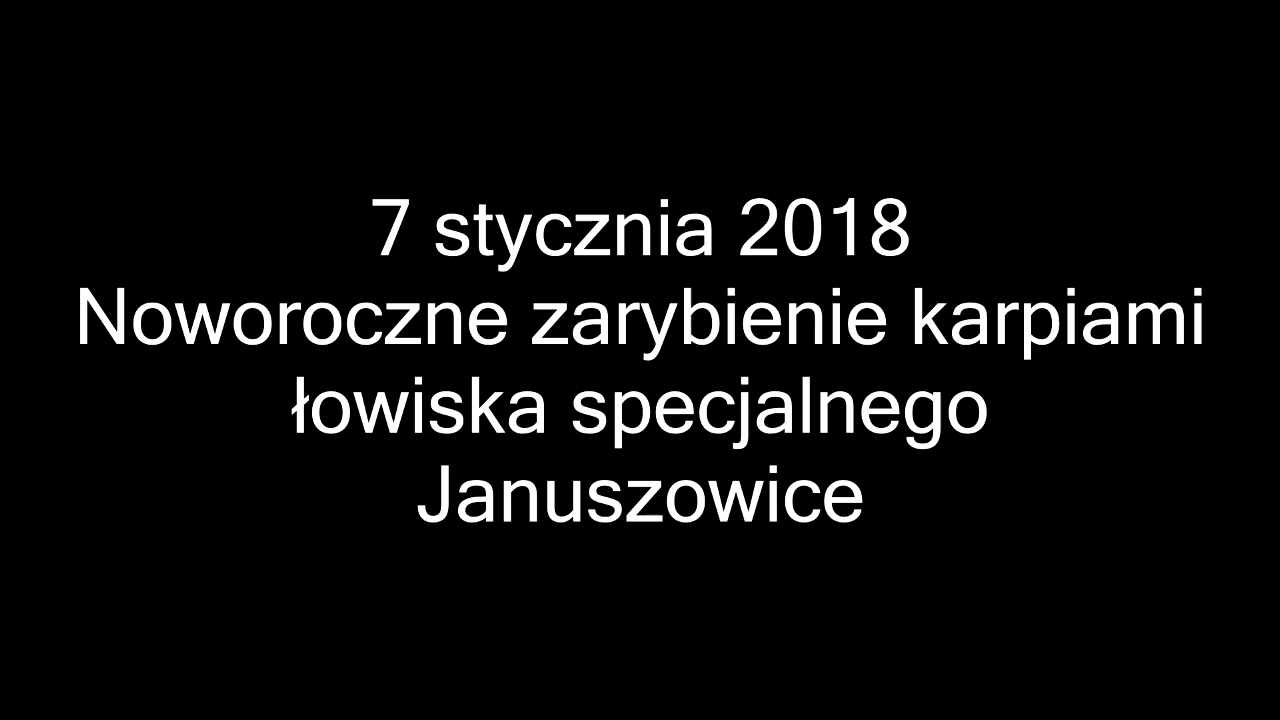 7 stycznia 2018
Noworoczne zarybienie karpiami
łowiska specjalnego
Januszowice